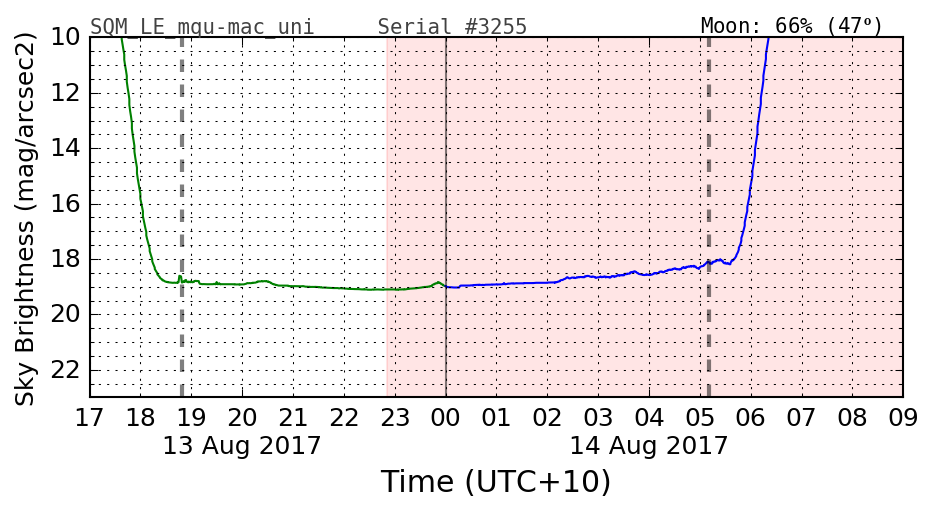 SQM_LE_mqu-mac_uni Serial #3255 Moon: 66% (47º)
Sky Brightness (mag/arcsec2)
10
12
14
16
18
20
22
17 18 19 20 21 22 23 00 01 02 03 04 05 06 07 08 09
13 Aug 2017 14 Aug 2017
Time (UTC+10)